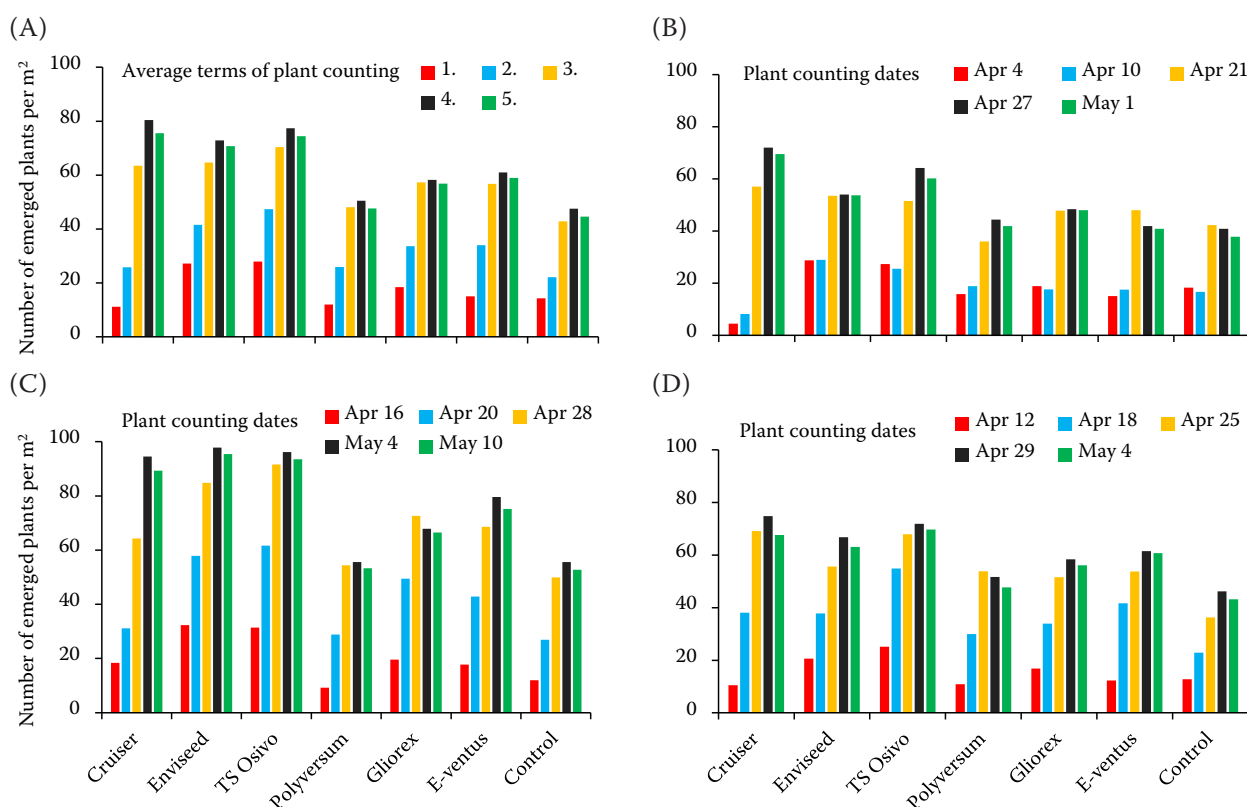 (A)
Number of emerged plants per m²
100
80
60
40
20
0
Average terms of plant counting
1. 2. 3.
4. 5.
(B)
100
80
60
40
20
0
Plant counting dates
Apr 4 Apr 10 Apr 21
Apr 27 May 1
(C)
Number of emerged plants per m²
100
80
60
40
20
0
Plant counting dates
Apr 16 Apr 20 Apr 28
May 4 May 10
Cruiser
Enviseed
TS Osivo
Polyversum
Gliorex
E-ventus
Control
(D)
100
80
60
40
20
0
Plant counting dates
Apr 12 Apr 18 Apr 25
Apr 29 May 4
Cruiser
Enviseed
TS Osivo
Polyversum
Gliorex
E-ventus
Control